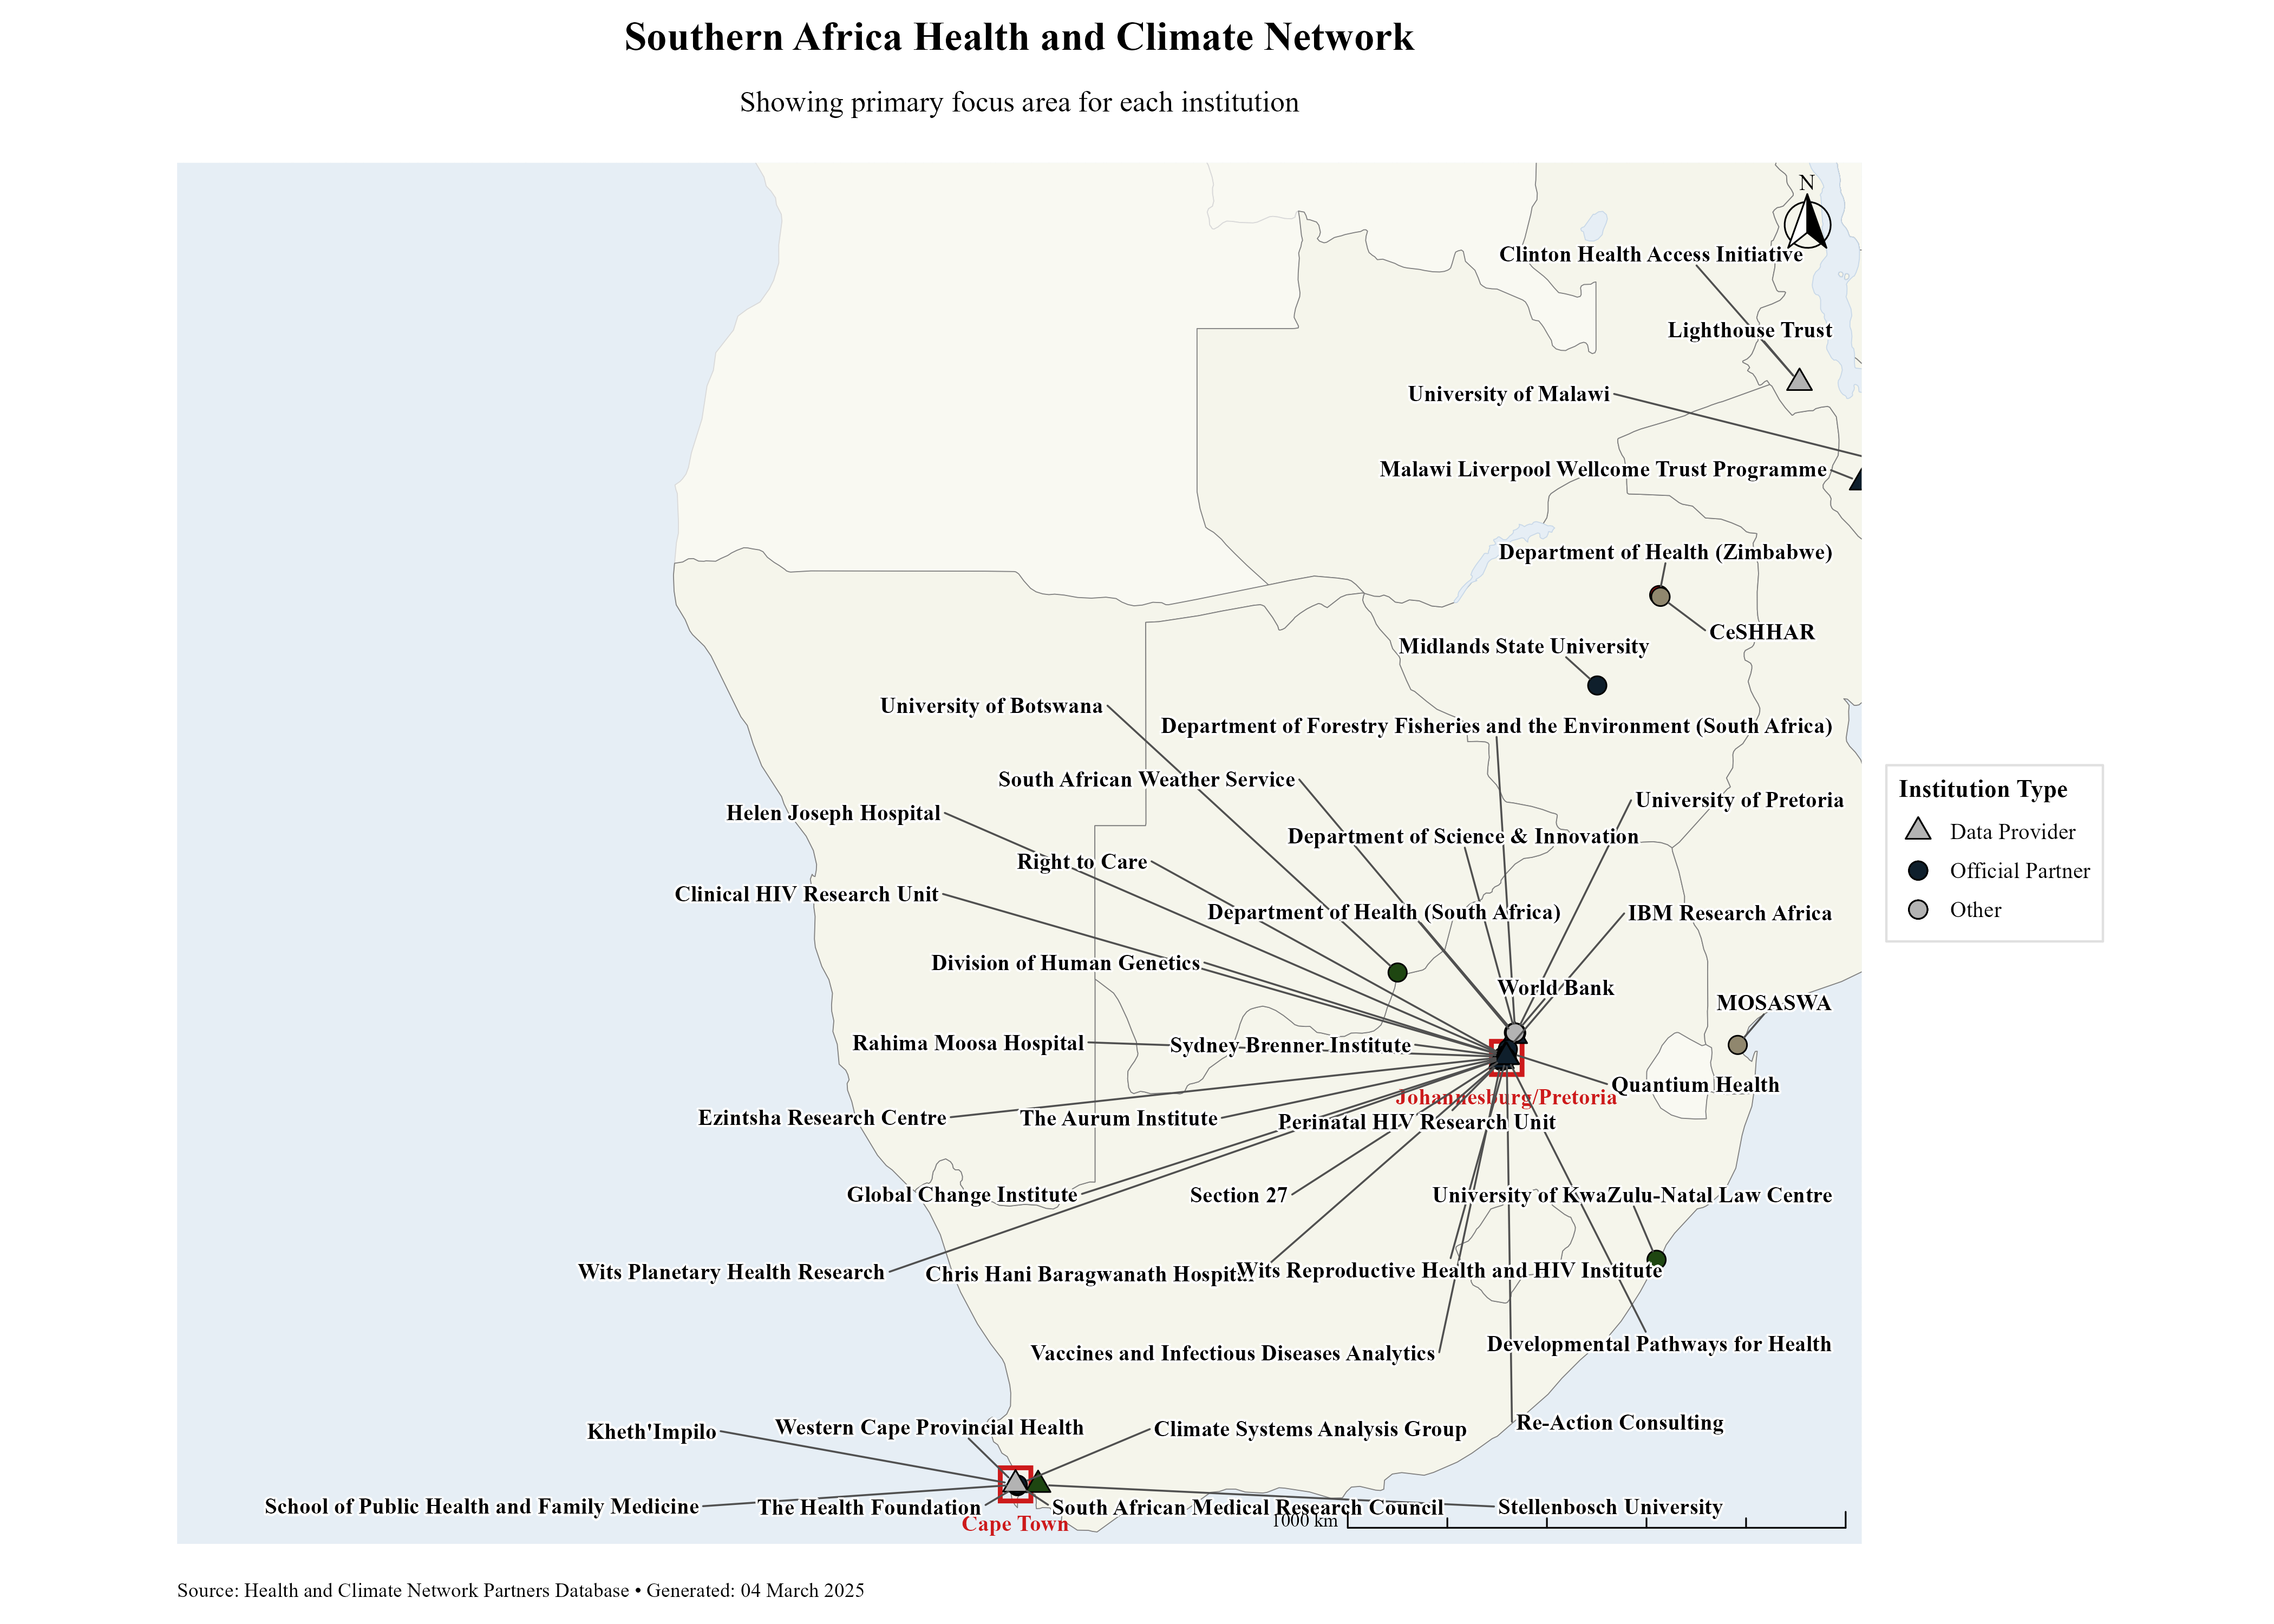 Southern Africa Health and Climate Network
Showing primary focus area for each institution
N
Clinton Health Access Initiative
Lighthouse Trust
University of Malawi
Malawi Liverpool Wellcome Trust Programme
Department of Health (Zimbabwe)
CeSHHAR
Midlands State University
University of Botswana
Department of Forestry Fisheries and the Environment (South Africa)
South African Weather Service
University of Pretoria
Helen Joseph Hospital
Department of Science & Innovation
Right to Care
Clinical HIV Research Unit
Department of Health (South Africa)
IBM Research Africa
Division of Human Genetics
World Bank
MOSASWA
Rahima Moosa Hospital
Sydney Brenner Institute
Quantium Health
Johannesburg/Pretoria
Ezintsha Research Centre
The Aurum Institute
Perinatal HIV Research Unit
Global Change Institute
Section 27
University of KwaZulu-Natal Law Centre
Wits Planetary Health Research
Chris Hani Baragwanath Hospital
Wits Reproductive Health and HIV Institute
Vaccines and Infectious Diseases Analytics
Developmental Pathways for Health
Kheth'Impilo
Western Cape Provincial Health
Climate Systems Analysis Group
Re-Action Consulting
School of Public Health and Family Medicine
The Health Foundation
South African Medical Research Council
Stellenbosch University
Cape Town
1000 km
Institution Type
Data Provider
Official Partner
Other
Source: Health and Climate Network Partners Database • Generated: 04 March 2025